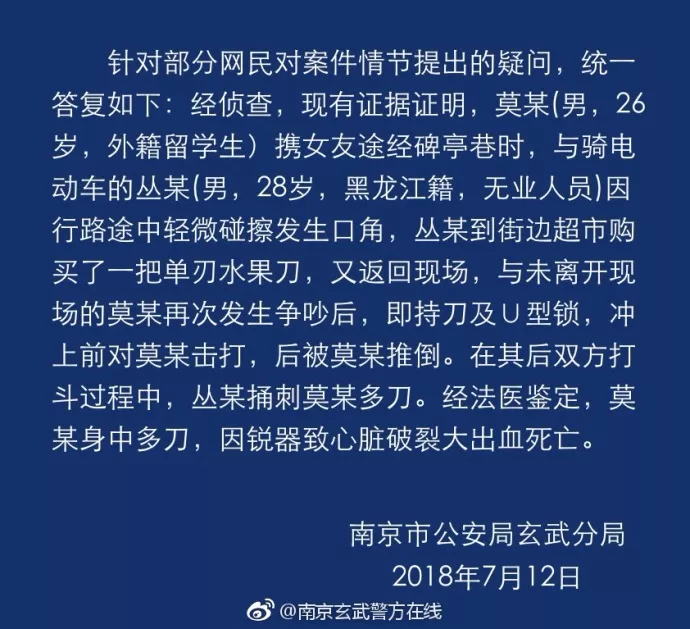 针对部分网民对案件情节提出的疑问，统一
答复如下：经侦查，现有证据证明，莫某(男，26
岁，外籍留学生）携女友途经碑亭巷时，与骑电
动车的丛某(男，28岁，黑龙江籍，无业人员)因
行路途中轻微碰擦发生口角，丛某到街边超市购
买了一把单刃水果刀，又返回现场，与未离开现
场的莫某再次发生争吵后，即持刀及U型锁，冲
上前对莫某击打，后被莫某推倒。在其后双方打
斗过程中，丛某捅刺莫某多刀。经法医鉴定，莫
某身中多刀，因锐器致心脏破裂大出血死亡。
南京市公安局玄武分局
2018年7月12日
@南京玄武警方在线